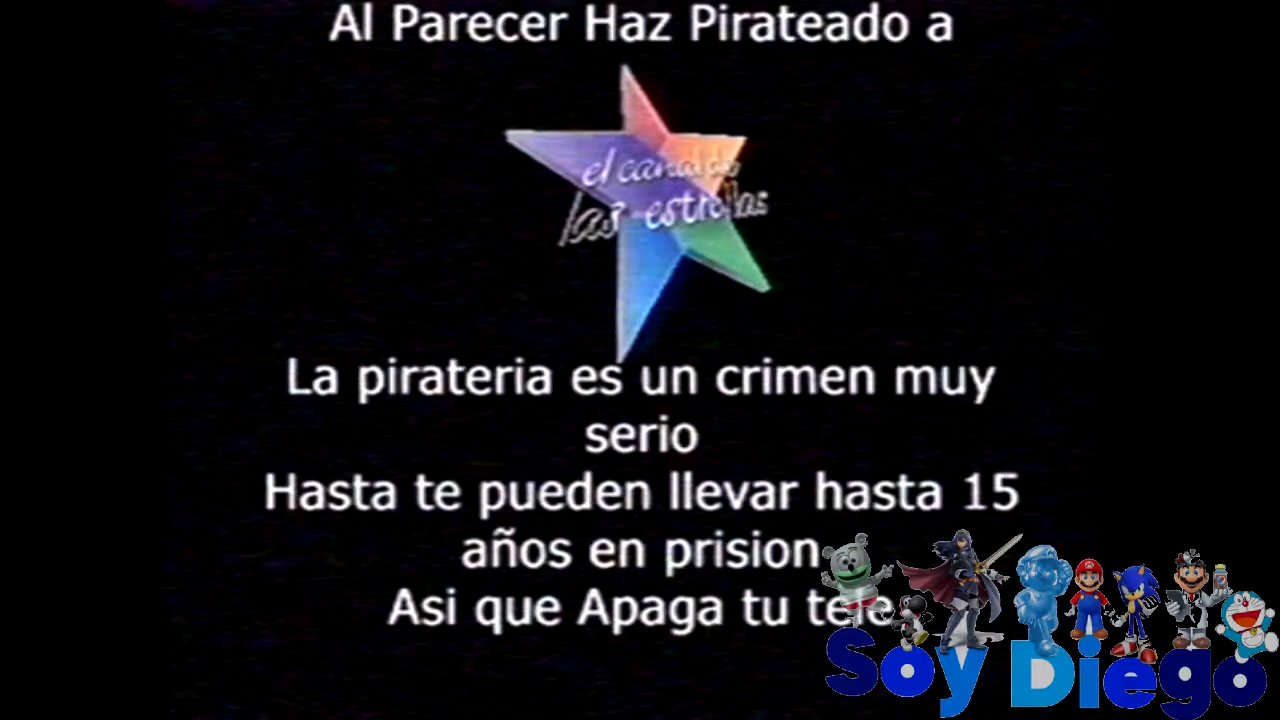 Al Parecer Haz Pirateado a
el canal de
las estrellas
La pirateria es un crimen muy
serio
Hasta te pueden llevar hasta 15
años en prision
Asi que Apaga tu tele
Soy Diego